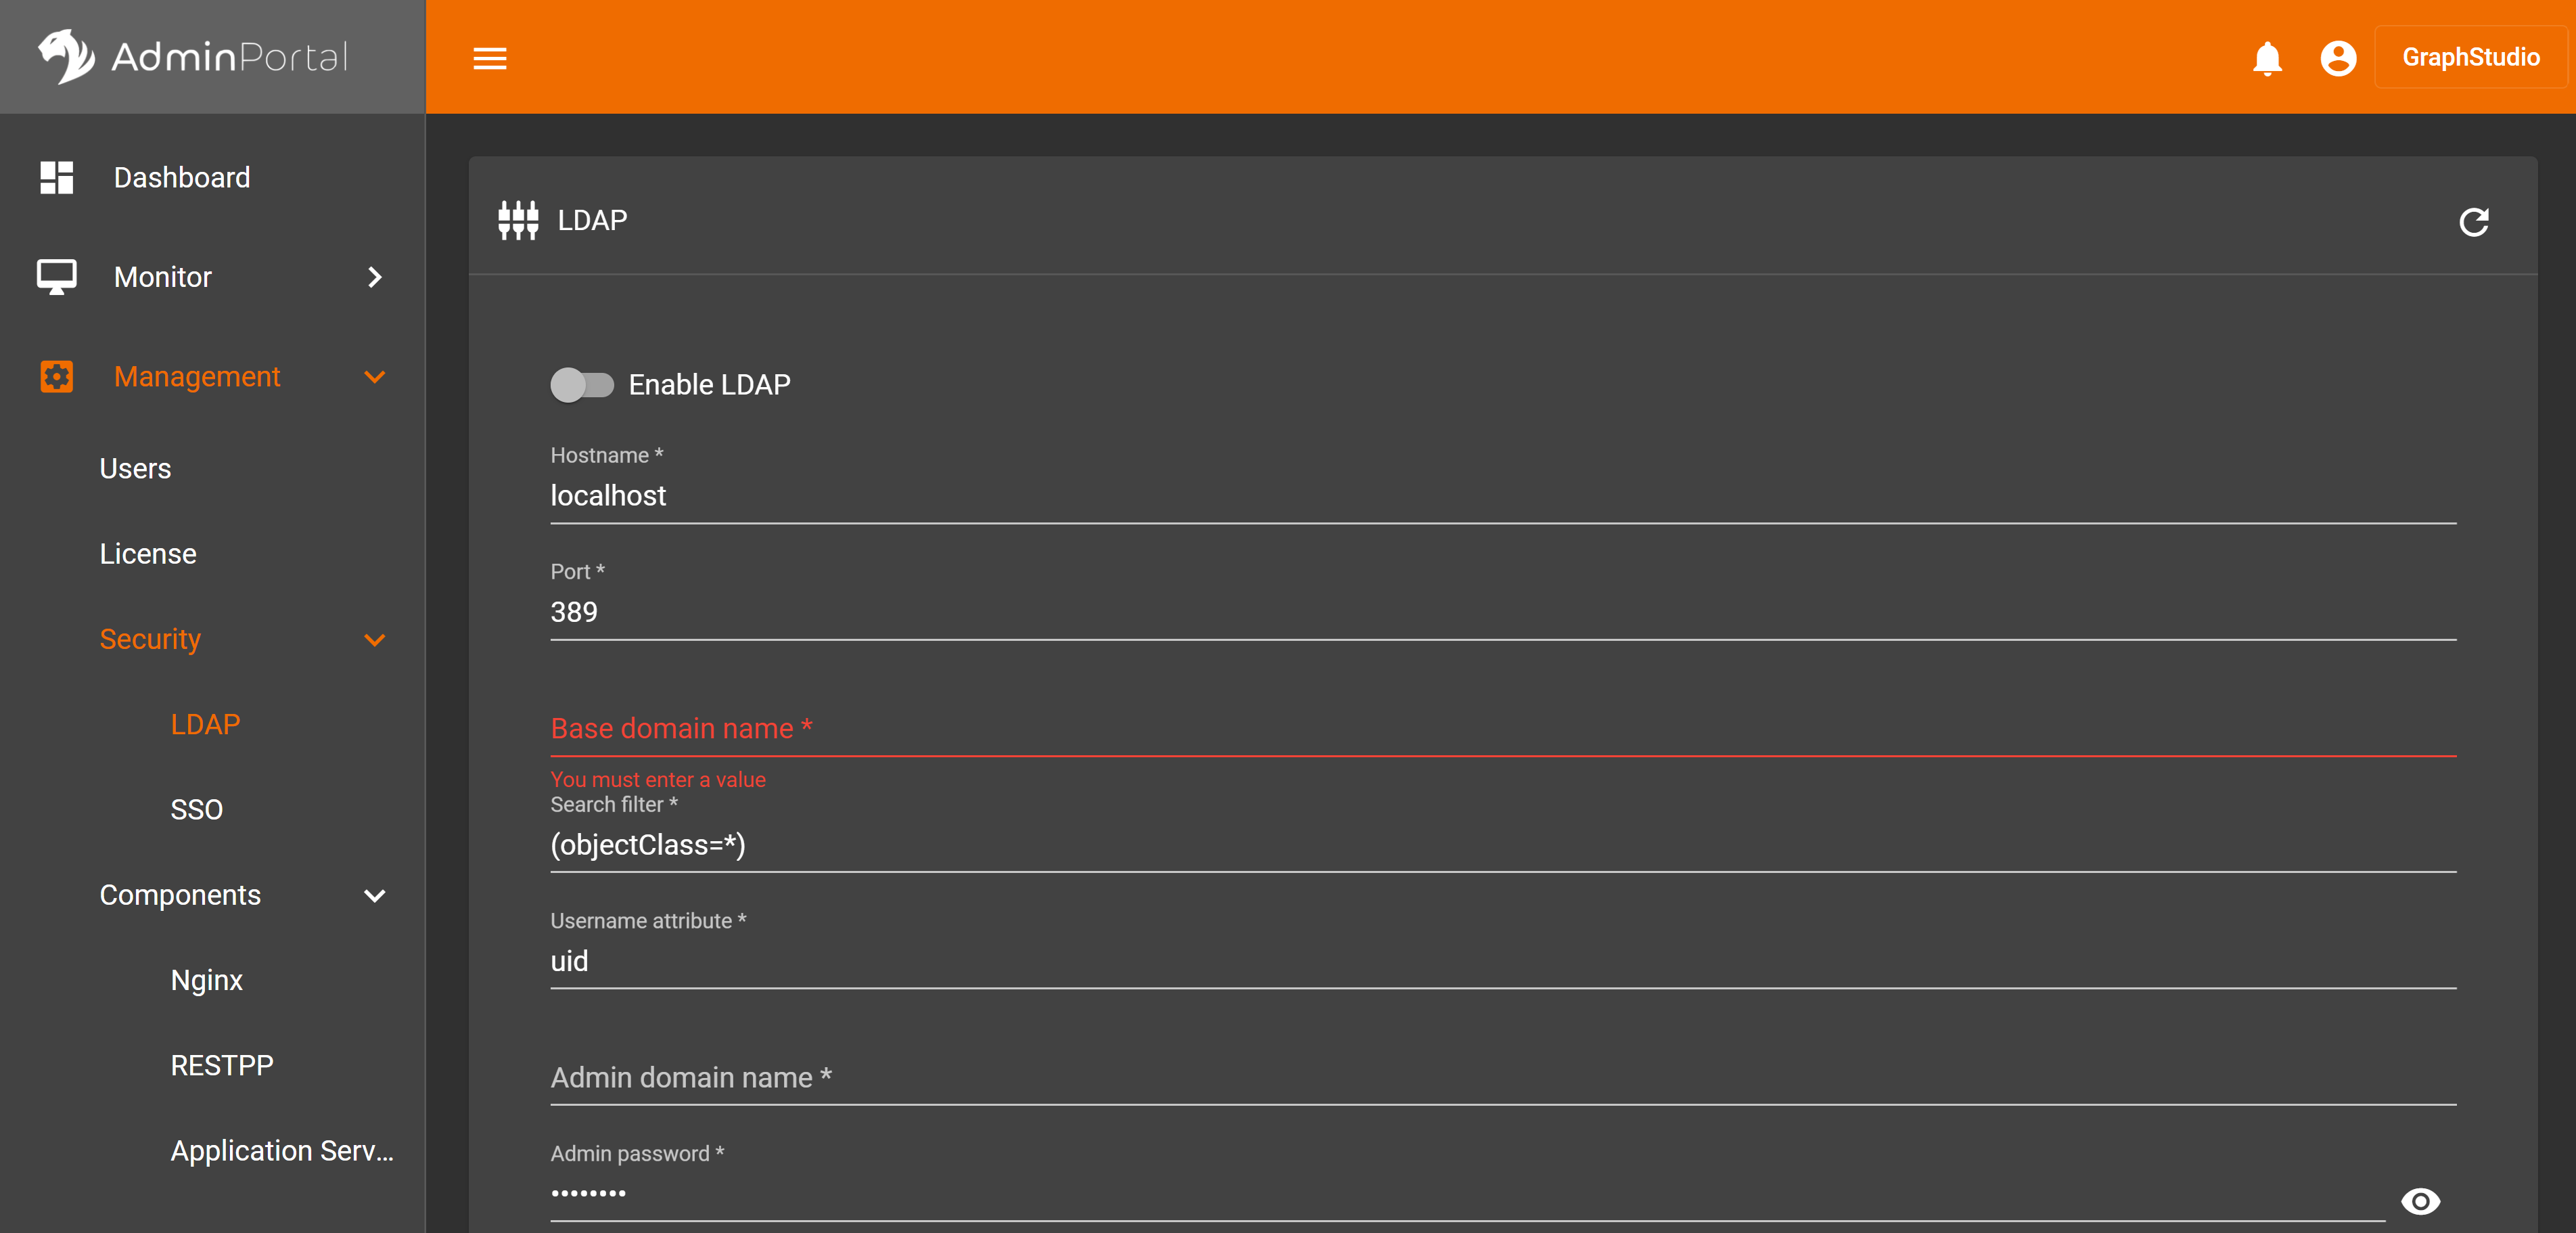 AdminPortal
GraphStudio
Dashboard
Monitor
Management
Users
License
Security
LDAP
SSO
Components
Nginx
RESTPP
Application Serv...
LDAP
Enable LDAP
Hostname *
localhost
Port *
389
Base domain name *
You must enter a value
Search filter *
(objectClass=*)
Username attribute *
uid
Admin domain name *
Admin password *
••••••••